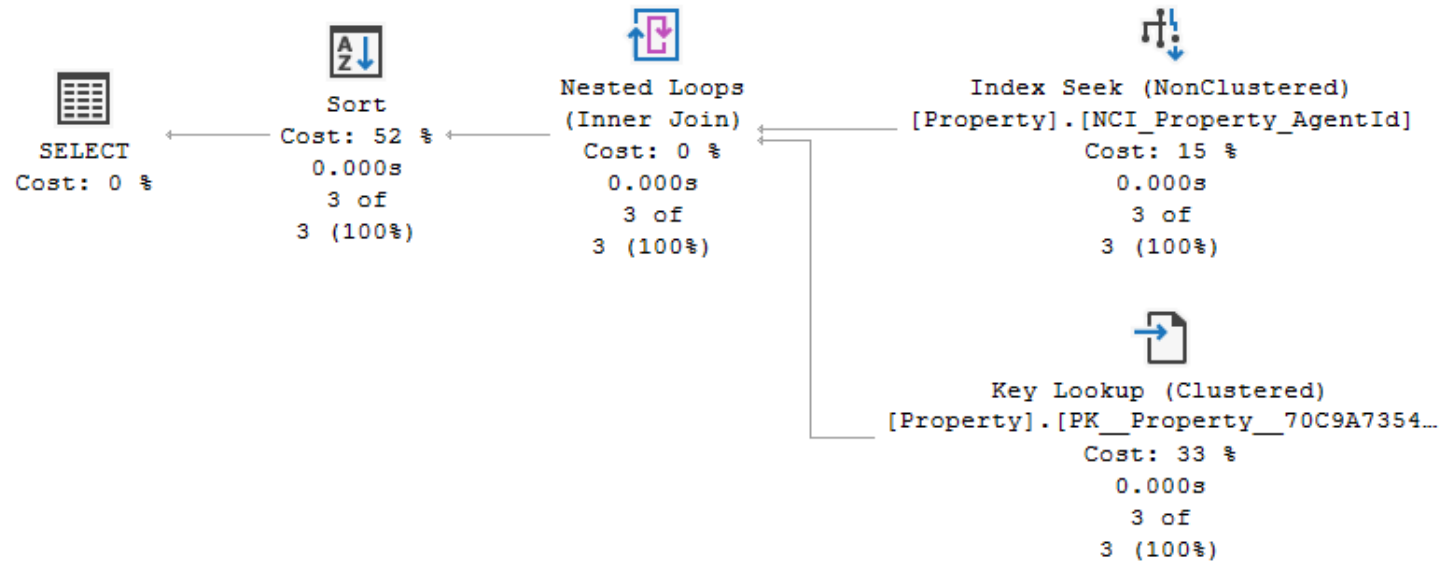 SELECT
Cost: 0 %
Sort
Cost: 52 %
0.000s
3 of
3 (100%)
Nested Loops
(Inner Join)
Cost: 0 %
0.000s
3 of
3 (100%)
Index Seek (NonClustered)
[Property].[NCI_Property_AgentId]
Cost: 15 %
0.000s
3 of
3 (100%)
Key Lookup (Clustered)
[Property].[PK__Property__70C9A7354…
Cost: 33 %
0.000s
3 of
3 (100%)